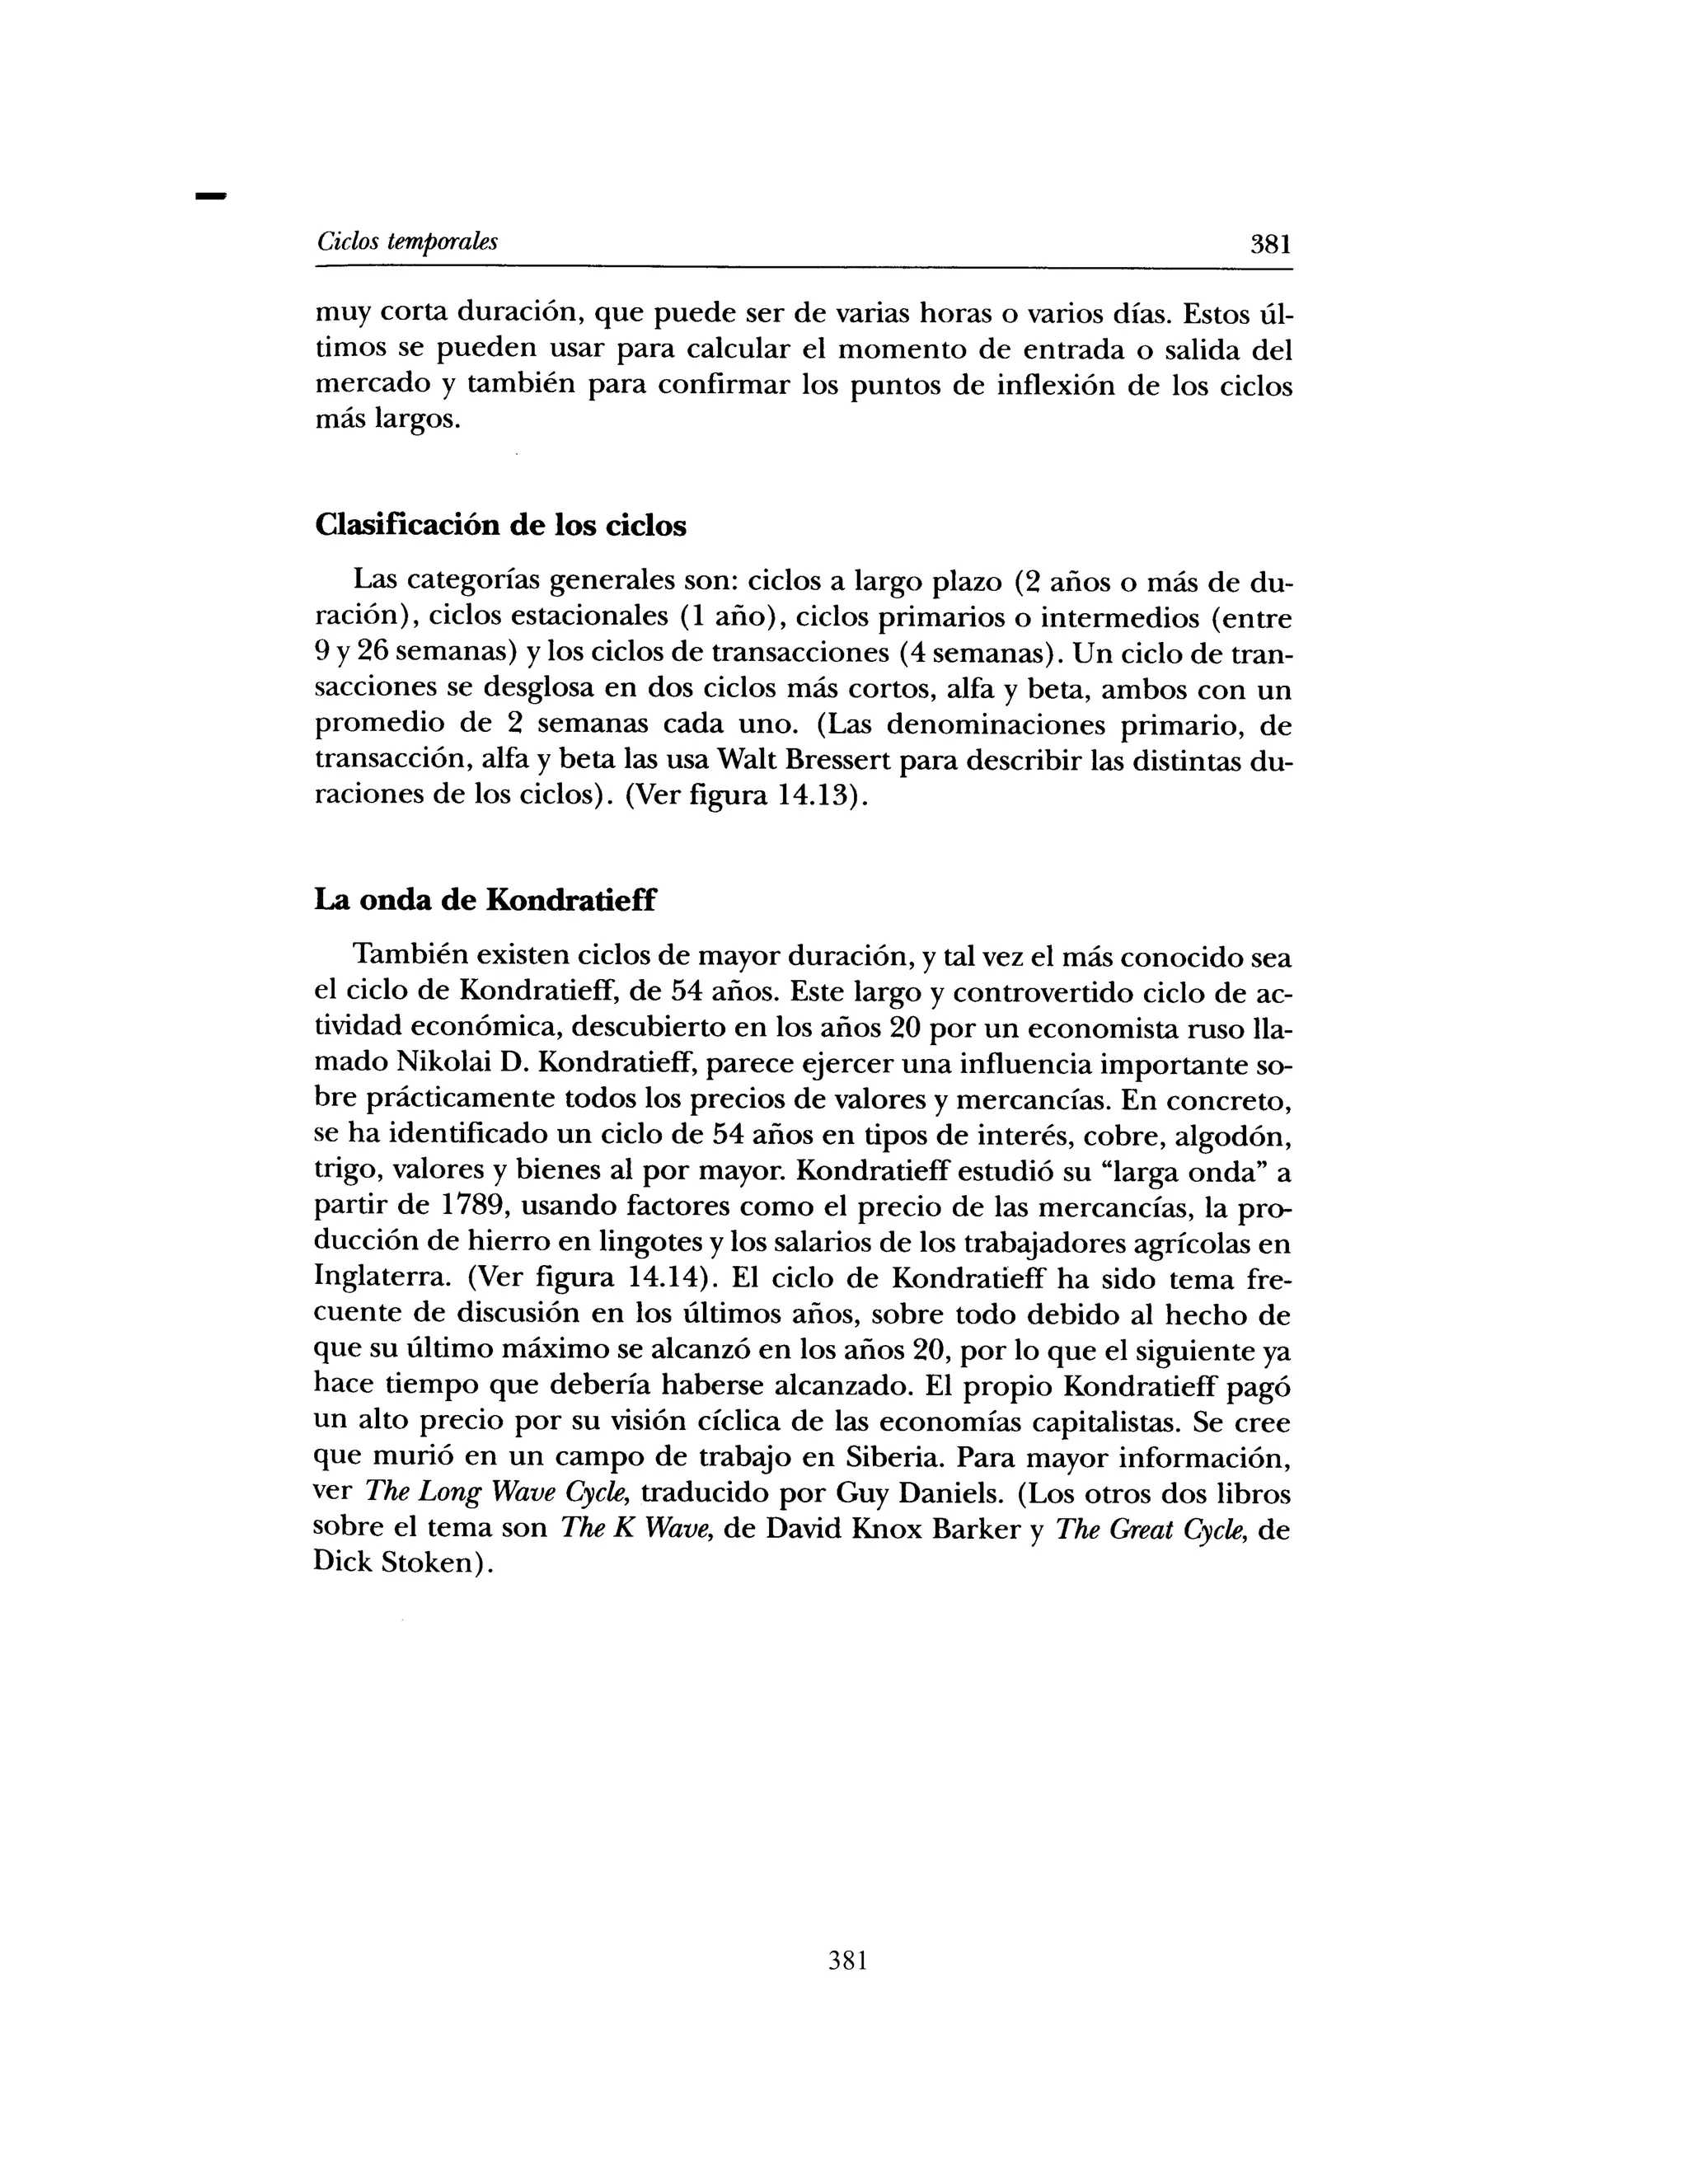 Ciclos temporales 381
muy corta duración, que puede ser de varias horas o varios días. Estos úl-
timos se pueden usar para calcular el momento de entrada o salida del
mercado y también para confirmar los puntos de inflexión de los ciclos
más largos.
Clasificación de los ciclos
Las categorías generales son: ciclos a largo plazo (2 años o más de du-
ración), ciclos estacionales (1 año), ciclos primarios o intermedios (entre
9 y 26 semanas) y los ciclos de transacciones (4 semanas). Un ciclo de tran-
sacciones se desglosa en dos ciclos más cortos, alfa y beta, ambos con un
promedio de 2 semanas cada uno. (Las denominaciones primario, de
transacción, alfa y beta las usa Walt Bressert para describir las distintas du-
raciones de los ciclos). (Ver figura 14.13).
La onda de Kondratieff
También existen ciclos de mayor duración, y tal vez el más conocido sea
el ciclo de Kondratieff, de 54 años. Este largo y controvertido ciclo de ac-
tividad económica, descubierto en los años 20 por un economista ruso lla-
mado Nikolai D. Kondratieff, parece ejercer una influencia importante so-
bre prácticamente todos los precios de valores y mercancías. En concreto,
se ha identificado un ciclo de 54 años en tipos de interés, cobre, algodón,
trigo, valores y bienes al por mayor. Kondratieff estudió su “larga onda” a
partir de 1789, usando factores como el precio de las mercancías, la pro-
ducción de hierro en lingotes y los salarios de los trabajadores agrícolas en
Inglaterra. (Ver figura 14.14). El ciclo de Kondratieff ha sido tema fre-
cuente de discusión en los últimos años, sobre todo debido al hecho de
que su último máximo se alcanzó en los años 20, por lo que el siguiente ya
hace tiempo que debería haberse alcanzado. El propio Kondratieff pagó
un alto precio por su visión cíclica de las economías capitalistas. Se cree
que murió en un campo de trabajo en Siberia. Para mayor información,
ver The Long Wave Cycle, traducido por Guy Daniels. (Los otros dos libros
sobre el tema son The K Wave, de David Knox Barker y The Great Cycle, de
Dick Stoken).
381